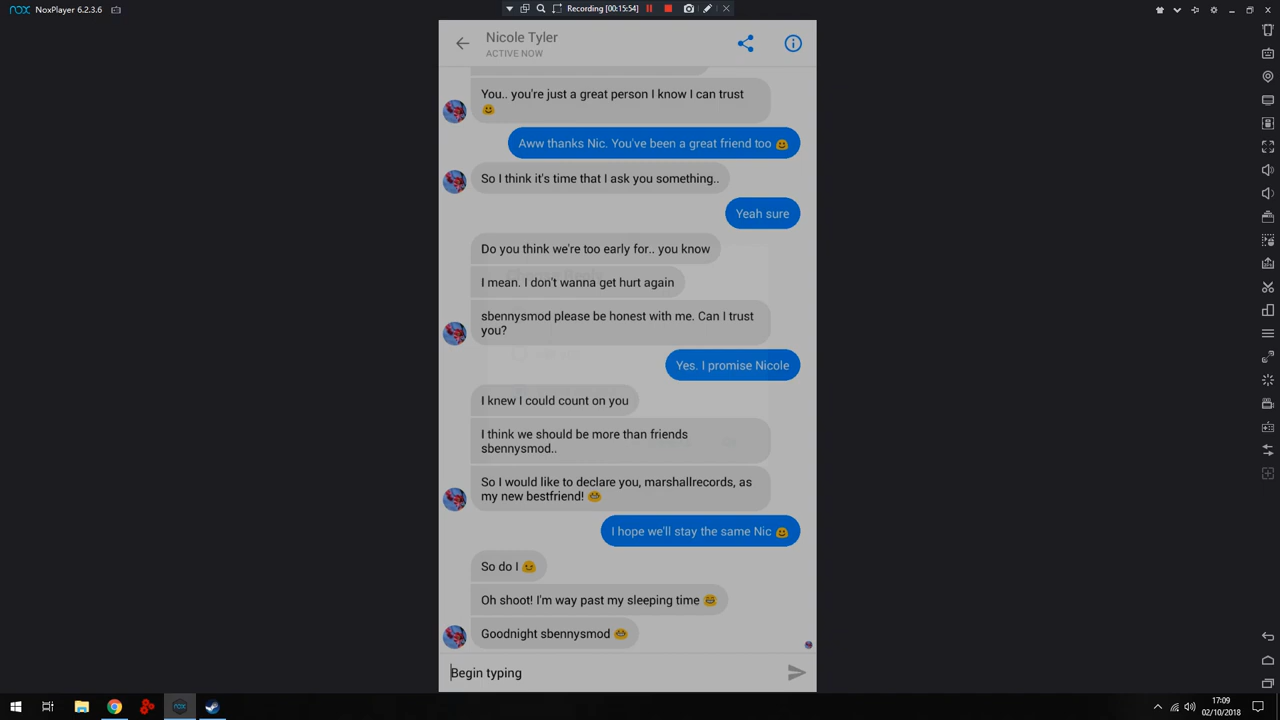 NoxPlayer 6.2.3.6
Recording [00:15:54]
Nicole Tyler
ACTIVE NOW
You.. you're just a great person I know I can trust
😃
Aww thanks Nic. You've been a great friend too 😃
So I think it's time that I ask you something..
Yeah sure
Do you think we're too early for.. you know
I mean. I don't wanna get hurt again
sbennysmod please be honest with me. Can I trust
you?
Yes. I promise Nicole
I knew I could count on you
I think we should be more than friends
sbennysmod..
So I would like to declare you, marshallrecords, as
my new bestfriend! 😁
I hope we'll stay the same Nic 😃
So do I 😉
Oh shoot! I'm way past my sleeping time 😂
Goodnight sbennysmod 😁
Begin typing
17:09
02/10/2018